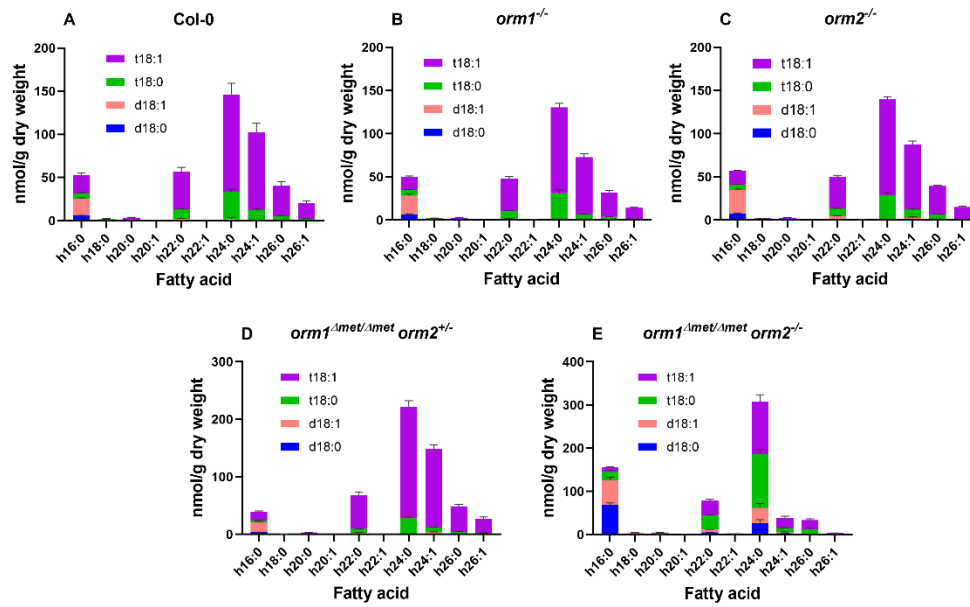 A Col-0
nmol/g dry weight
200
150
100
50
0
t18:1
t18:0
d18:1
d18:0
h16:0 h18:0 h20:0 h20:1 h22:0 h22:1 h24:0 h24:1 h26:0 h26:1
Fatty acid
B orm1-/-
200
150
100
50
0
t18:1
t18:0
d18:1
d18:0
h16:0 h18:0 h20:0 h20:1 h22:0 h22:1 h24:0 h24:1 h26:0 h26:1
Fatty acid
C orm2-/-
200
150
100
50
0
t18:1
t18:0
d18:1
d18:0
h16:0 h18:0 h20:0 h20:1 h22:0 h22:1 h24:0 h24:1 h26:0 h26:1
Fatty acid
D orm1Δmet/Δmet orm2+/-
nmol/g dry weight
300
200
100
0
t18:1
t18:0
d18:1
d18:0
h16:0 h18:0 h20:0 h20:1 h22:0 h22:1 h24:0 h24:1 h26:0 h26:1
Fatty acid
E orm1Δmet/Δmet orm2-/-
nmol/g dry weight
400
300
200
100
0
t18:1
t18:0
d18:1
d18:0
h16:0 h18:0 h20:0 h20:1 h22:0 h22:1 h24:0 h24:1 h26:0 h26:1
Fatty acid